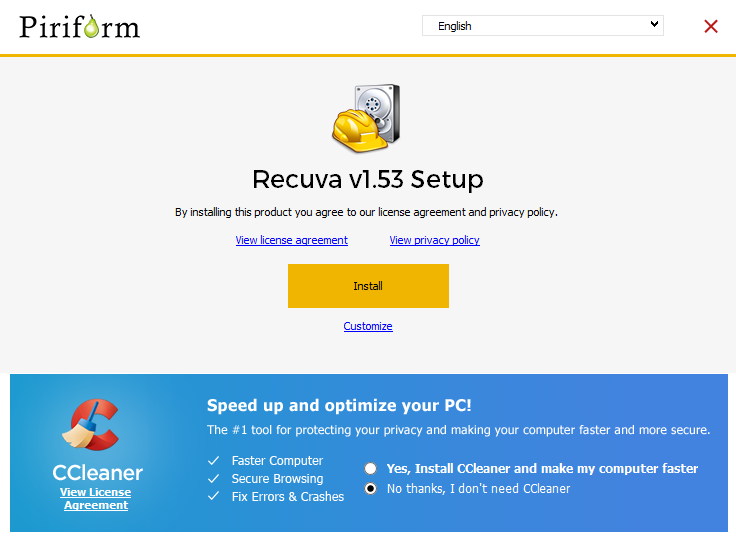 Piriform
English
Recuva v1.53 Setup
By installing this product you agree to our license agreement and privacy policy.
View license agreement
View privacy policy
Install
Customize
CCleaner
View License
Agreement
Speed up and optimize your PC!
The #1 tool for protecting your privacy and making your computer faster and more secure.
Faster Computer
Secure Browsing
Fix Errors & Crashes
Yes, Install CCleaner and make my computer faster
No thanks, I don't need CCleaner